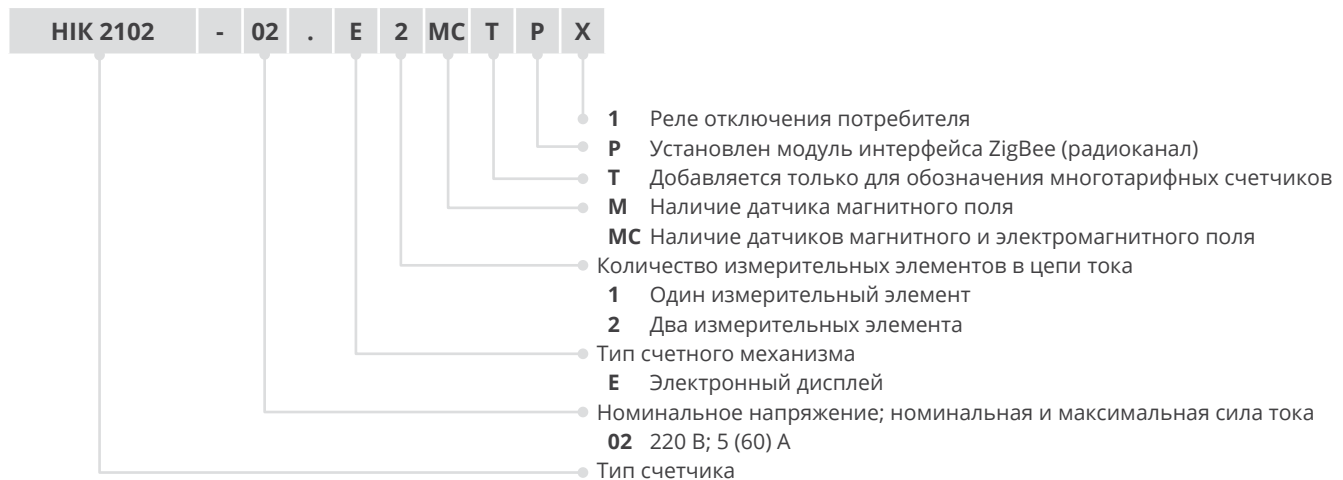 НІК 2102 - 02 . Е 2 МС Т Р Х
1 Реле отключения потребителя
Р Установлен модуль интерфейса ZigBee (радиоканал)
Т Добавляется только для обозначения многотарифных счетчиков
М Наличие датчика магнитного поля
МС Наличие датчиков магнитного и электромагнитного поля
Количество измерительных элементов в цепи тока
1 Один измерительный элемент
2 Два измерительных элемента
Тип счетного механизма
Е Электронный дисплей
Номинальное напряжение; номинальная и максимальная сила тока
02 220 В; 5 (60) А
Тип счетчика